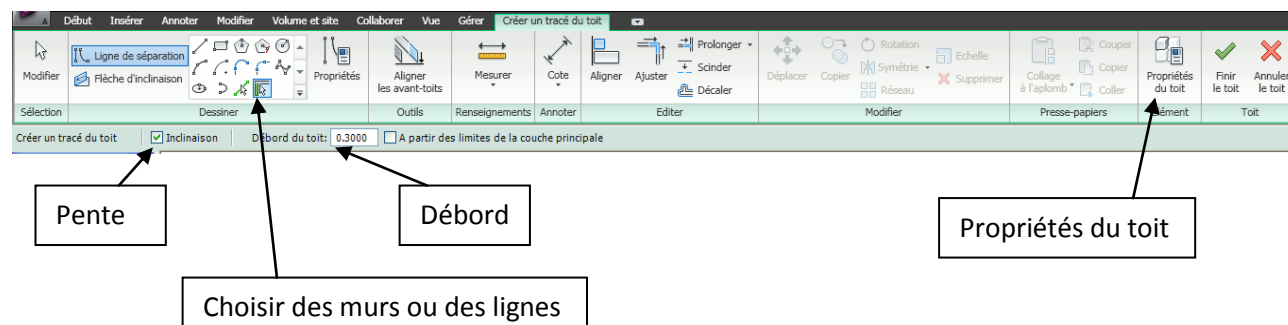 A Début Insérer Annoter Modifier Volume et site Collaborer Vue Gérer Créer un tracé du toit
Modifier
Ligne de séparation
Flèche d'inclinaison
Propriétés
Aligner les avant-toits
Mesurer
Cote
Aligner
Ajuster
Prolonger
Scinder
Décaler
Déplacer
Copier
Rotation
Symétrie
Réseau
Echelle
Supprimer
Collage à l'aplomb
Couper
Copier
Coller
Propriétés du toit
Finir le toit
Annuler le toit
Sélection Dessiner Outils Renseignements Annoter Editer Modifier Presse-papiers Elément Toit
Créer un tracé du toit Inclinaison Débord du toit: 0.3000 A partir des limites de la couche principale
Pente
Débord
Propriétés du toit
Choisir des murs ou des lignes